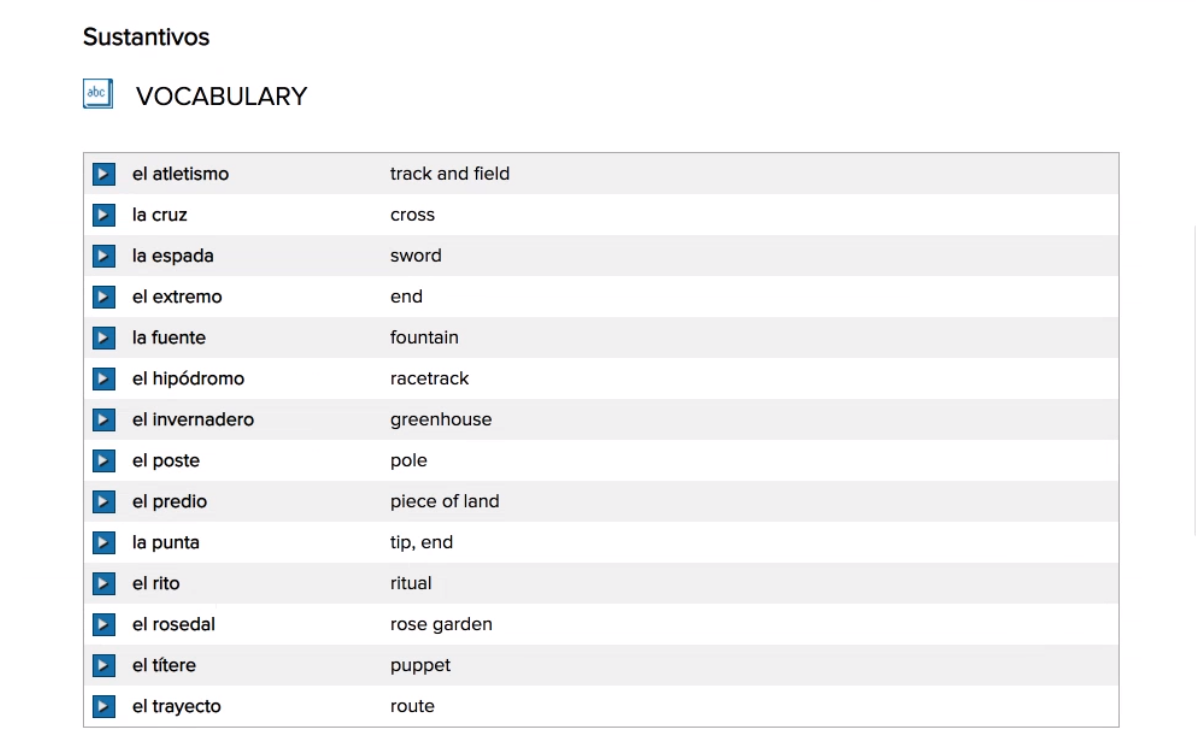 Sustantivos
abc VOCABULARY
el atletismo track and field
la cruz cross
la espada sword
el extremo end
la fuente fountain
el hipódromo racetrack
el invernadero greenhouse
el poste pole
el predio piece of land
la punta tip, end
el rito ritual
el rosedal rose garden
el títere puppet
el trayecto route